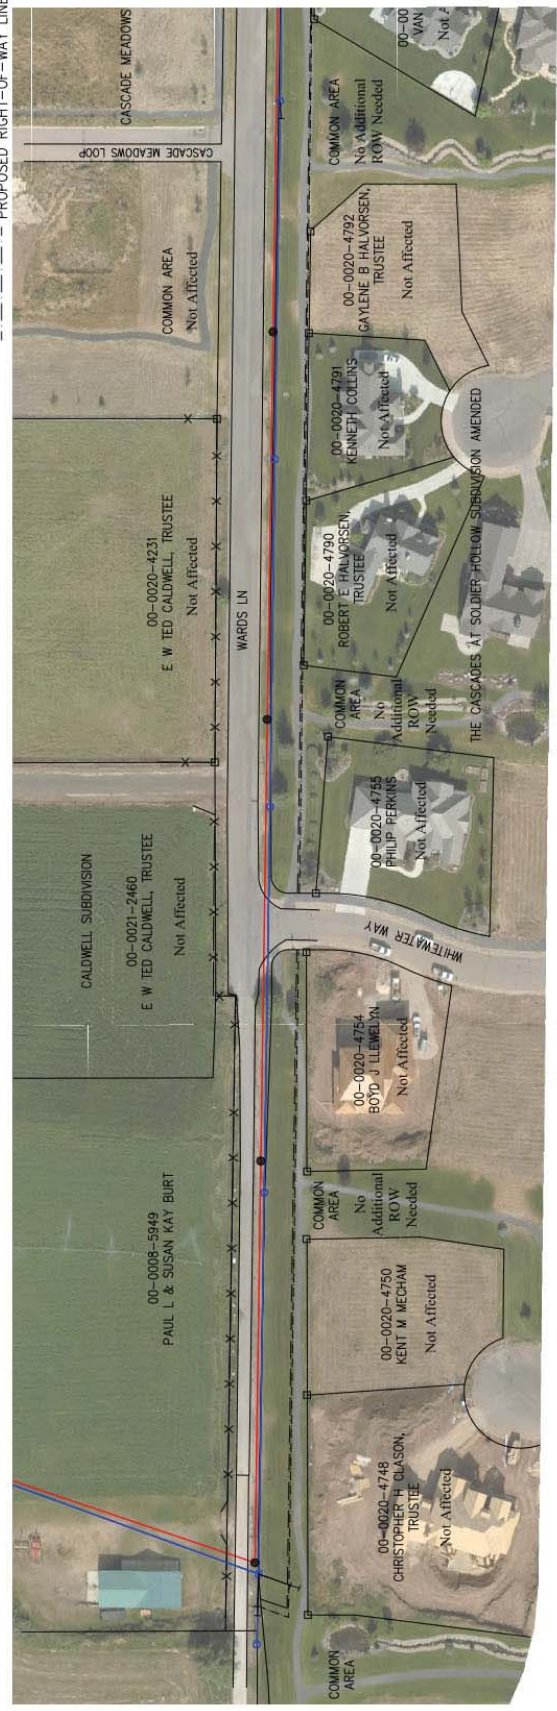 PROPOSED RIGHT-OF-WAY LINE
CASCADE MEADOWS
CASCADE MEADOWS LOOP
COMMON AREA
Not Affected
00-0020-4231
E W TED CALDWELL, TRUSTEE
Not Affected
CALDWELL SUBDIVISION
00-0021-2460
E W TED CALDWELL, TRUSTEE
Not Affected
00-0008-5949
PAUL L & SUSAN KAY BURT
WARDS LN
00-00
VAN
Not A
COMMON AREA
No Additional
ROW Needed
00-0020-4792
GAYLENE B HALVORSEN,
TRUSTEE
Not Affected
00-0020-4791
KENNETH COLLINS
Not Affected
00-0020-4790
ROBERT E HALVORSEN,
TRUSTEE
Not Affected
THE CASCADES AT SOLDIER HOLLOW SUBDIVISION AMENDED
COMMON
AREA
No
Additional
ROW
Needed
00-0020-4755
PHILIP PERKINS
Not Affected
WHITEWATER WAY
00-0020-4754
BOYD J LLEWELYN
Not Affected
COMMON
AREA
No
Additional
ROW
Needed
00-0020-4750
KENT M MECHAM
Not Affected
00-0020-4748
CHRISTOPHER H CLASON,
TRUSTEE
Not Affected
COMMON
AREA